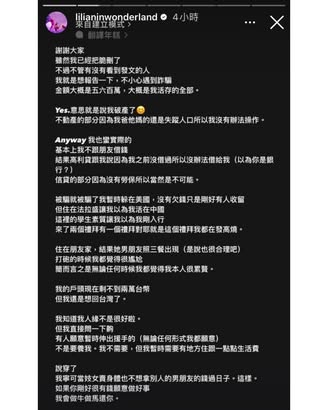 lilianinwonderland 4小時
來自建立模式 >
翻譯年糕 >
謝謝大家
雖然我已經把脆刪了
不過不管有沒有看到發文的人
我就是想報告一下，不小心遇到詐騙
金額大概是五六百萬，大概是我活存的全部。
Yes.意思就是說我破產了😊
不動產的部分因為我爸他媽的還是失蹤人口所以我沒有辦法操作。
Anyway 我也蠻實際的
基本上我不跟朋友借錢
結果高利貸跟我說因為我之前沒借過所以沒辦法借給我（以為你是銀
行？）
信貸的部分因為沒有勞保所以當然是不可能。
被騙就被騙了我暫時躲在美國，沒有欠錢只是剛好有人收留
但住在法拉盛讓我以為我活在中國
這裡的學生素質讓我以為我剛入行
來了兩個禮拜有一個禮拜對耶就是這個禮拜我都在發高燒。
住在朋友家，結果她男朋友照三餐出現（是說也很合理吧）
打砲的時候我都覺得很尷尬
簡而言之是無論任何時候我都覺得我本人很累贅。
我的戶頭現在剩不到兩萬台幣
但我還是想回台灣了。
我知道我人緣不是很好啦。
但我直接問一下齁
有人願意暫時伸出援手的（無論任何形式我都願意）
不是要養我。我不需要，但我暫時需要有地方住跟一點點生活費
說穿了
我寧可當妓女賣身體也不想拿別人的男朋友的錢過日子。這樣。
如果你剛好很有錢願意做好事
我會做牛做馬還你。